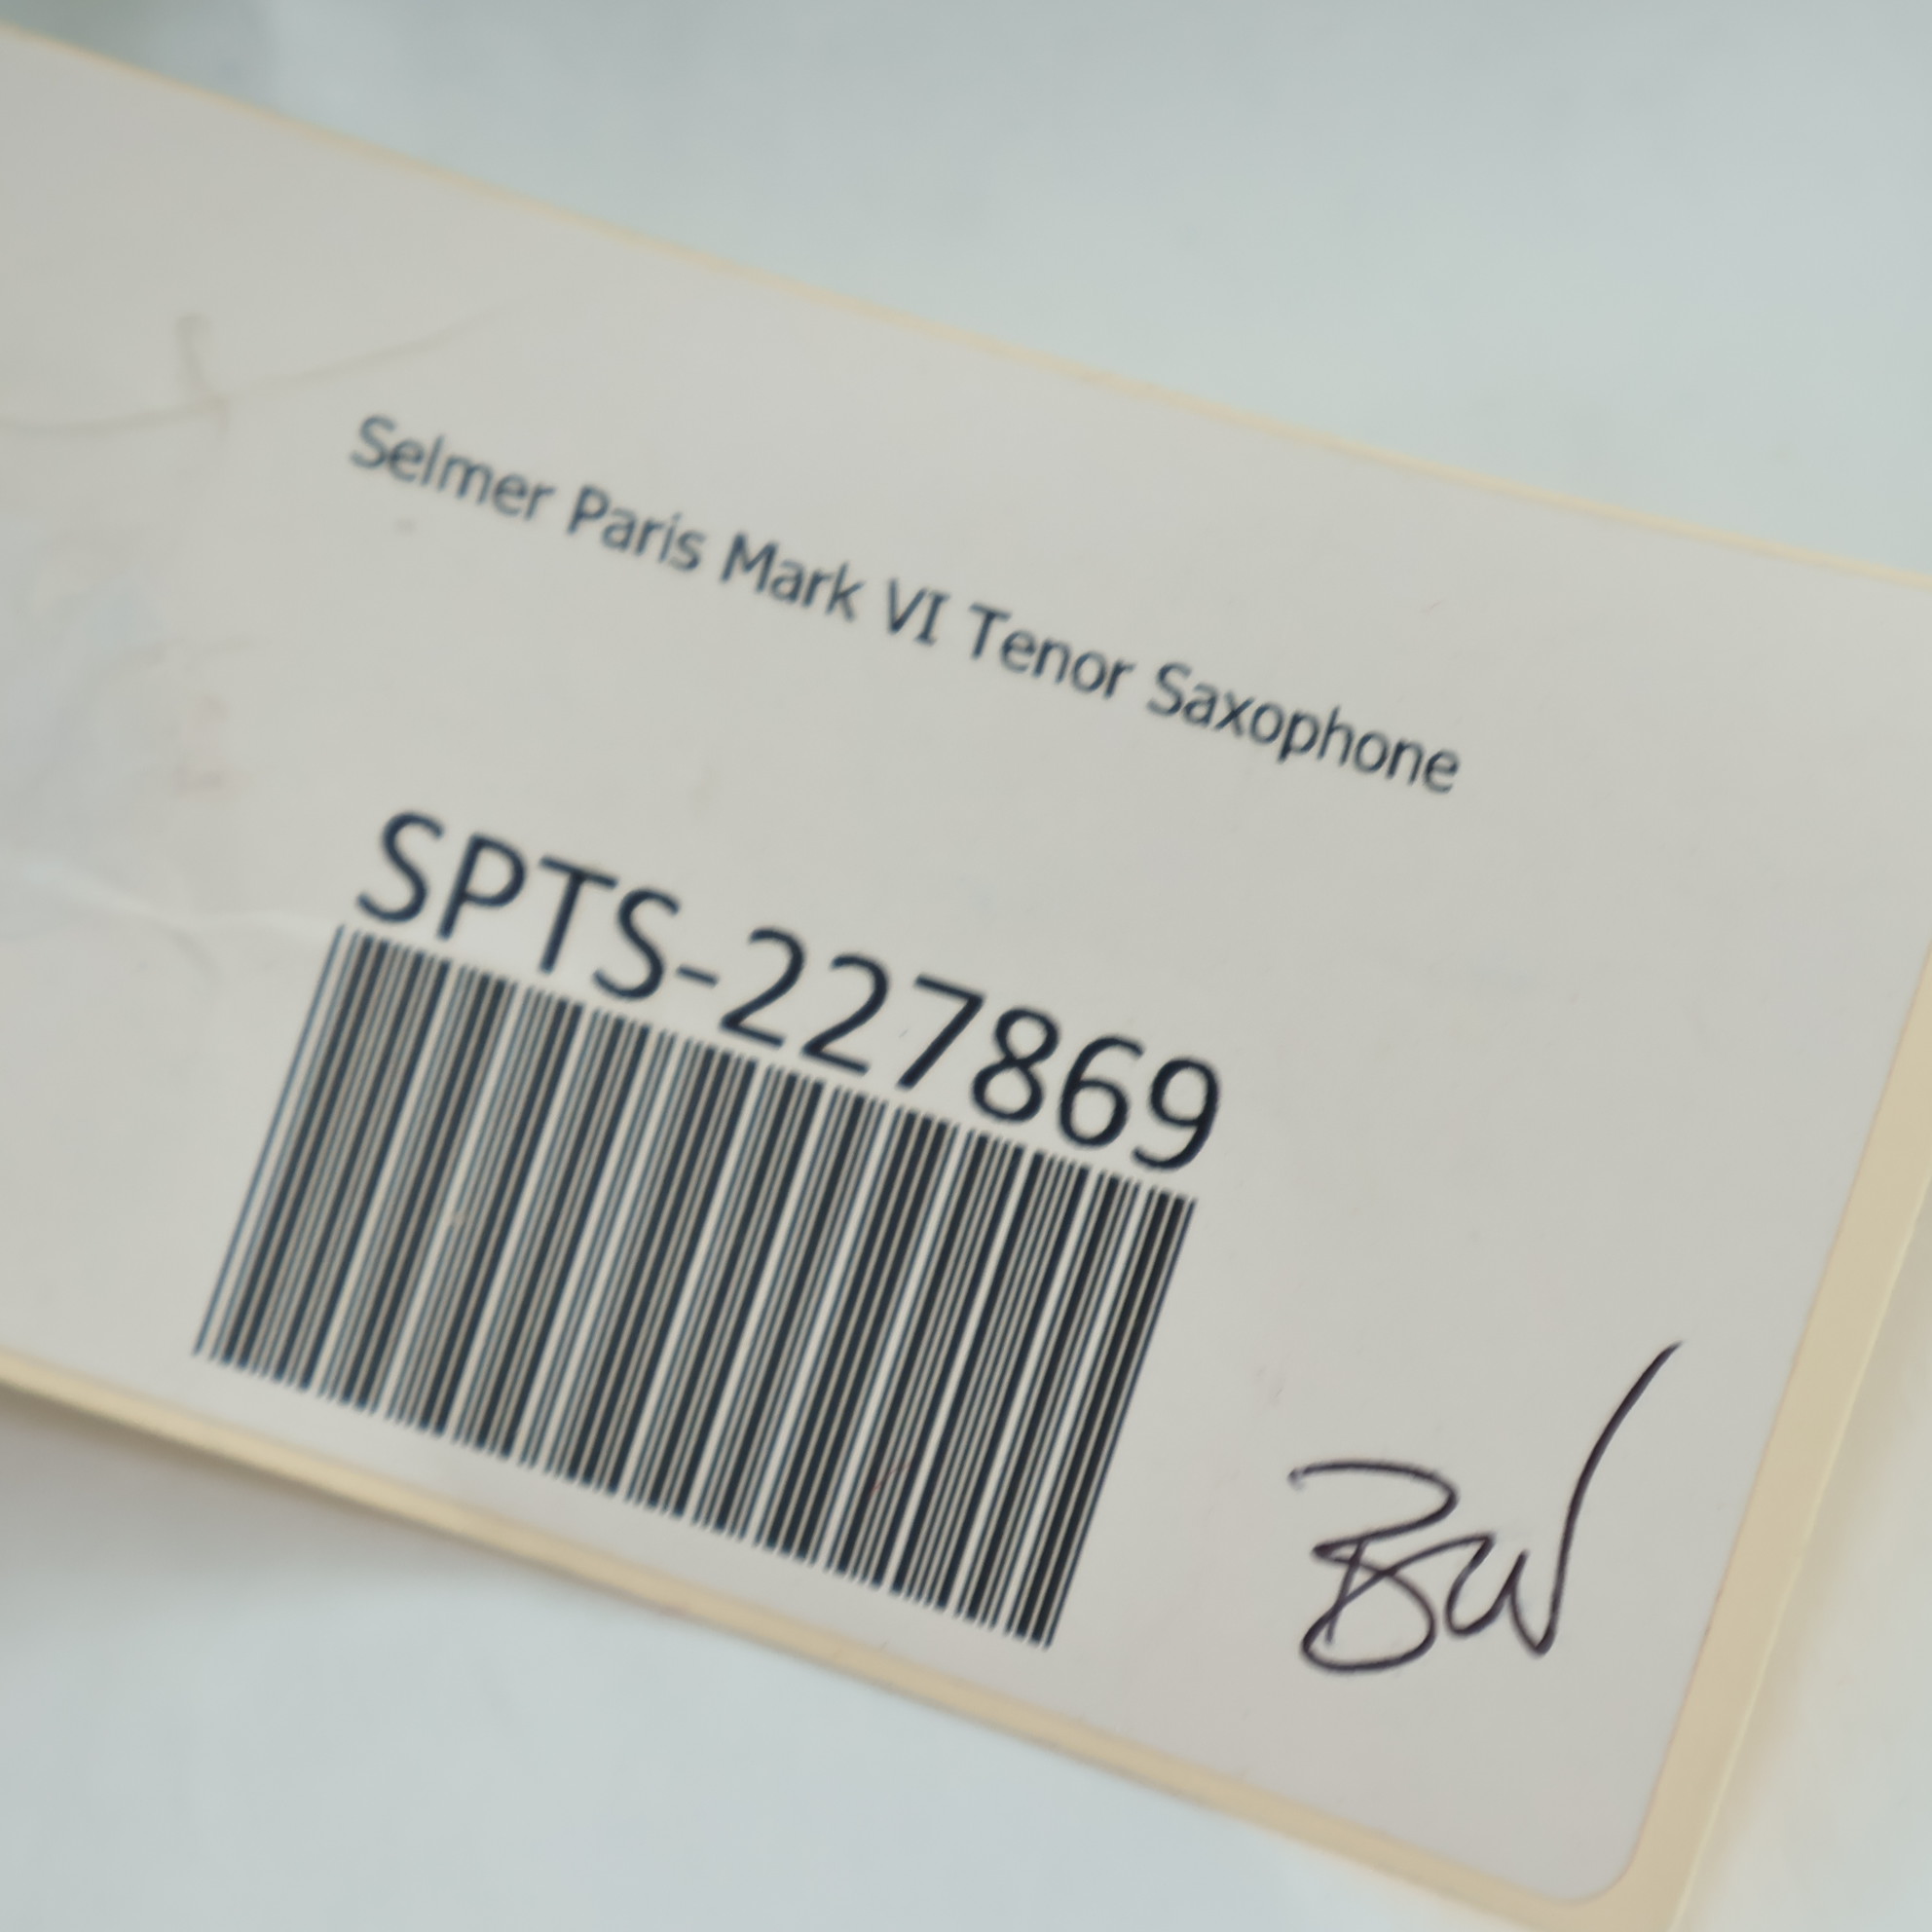 Selmer Paris Mark VI Tenor Saxophone
SPTS-227869
BW